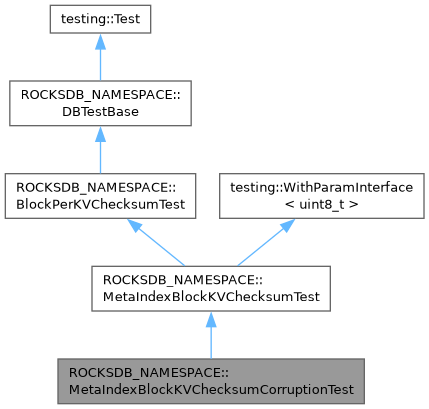 testing::Test
ROCKSDB_NAMESPACE::
DBTestBase
ROCKSDB_NAMESPACE::
BlockPerKVChecksumTest
testing::WithParamInterface
< uint8_t >
ROCKSDB_NAMESPACE::
MetaIndexBlockKVChecksumTest
ROCKSDB_NAMESPACE::
MetaIndexBlockKVChecksumCorruptionTest